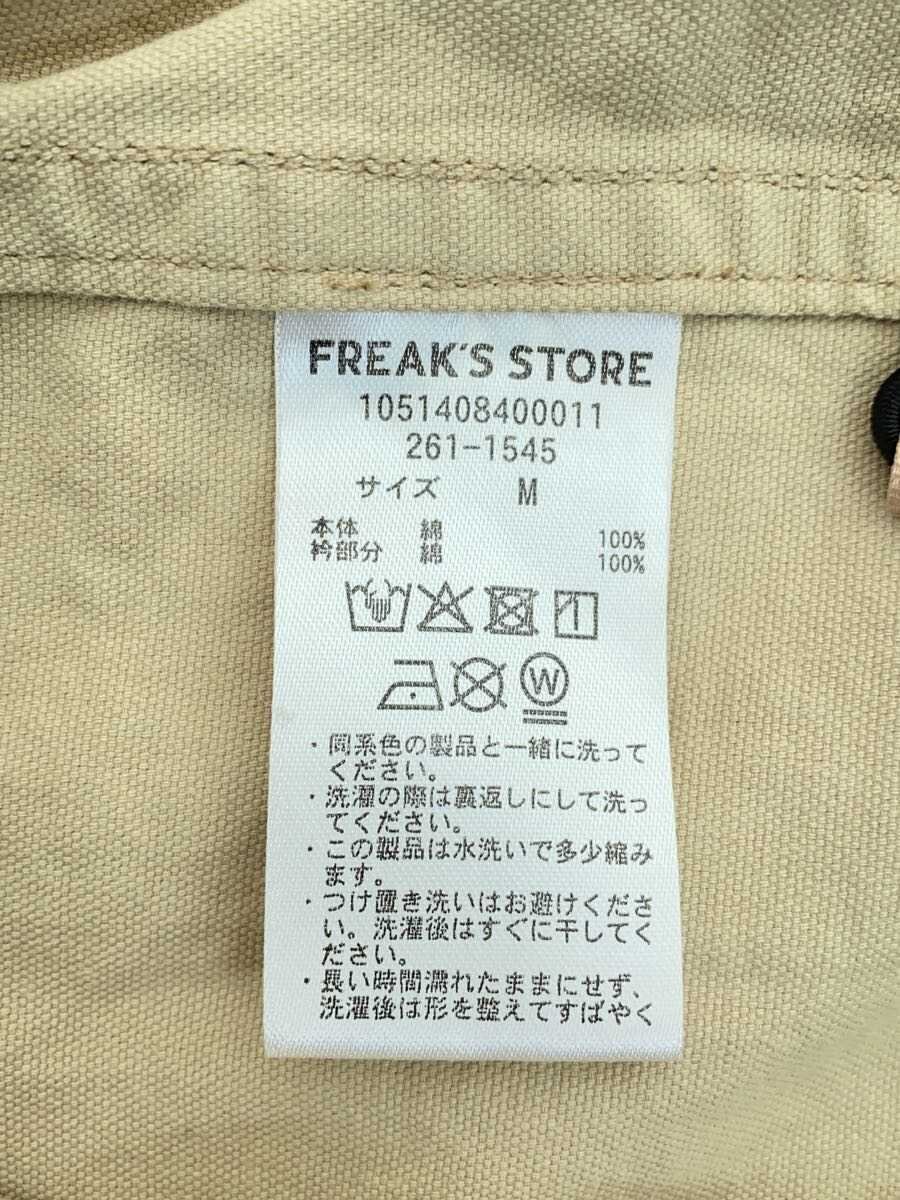 FREAK'S STORE
1051408400011
261-1545
サイズ M
本体 綿 100%
衿部分 綿 100%
W
・同系色の製品と一緒に洗って
ください。
・洗濯の際は裏返しにして洗っ
てください。
・この製品は水洗いで多少縮み
ます。
・つけ置き洗いはお避けくださ
い。洗濯後はすぐに干してく
ださい。
・長い時間濡れたままにせず、
洗濯後は形を整えてすばやく